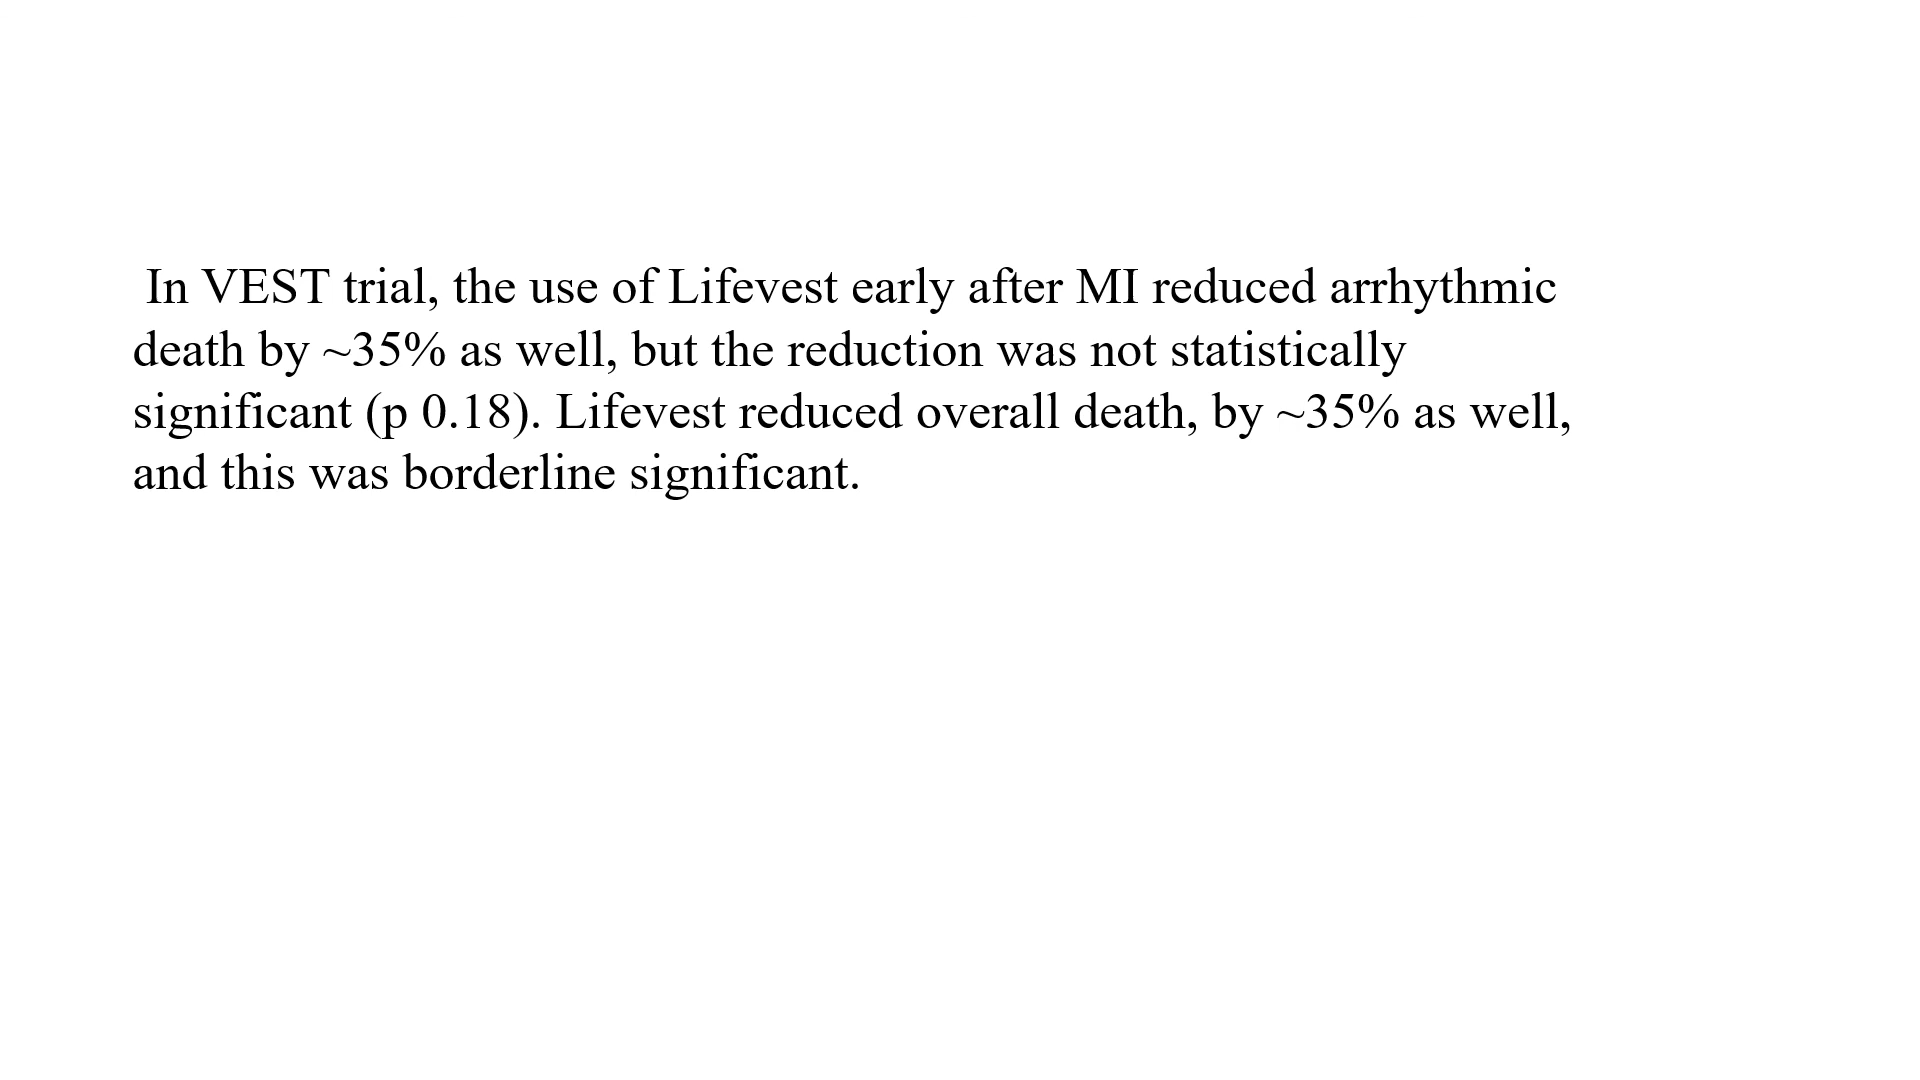 In VEST trial, the use of Lifevest early after MI reduced arrhythmic
death by ~35% as well, but the reduction was not statistically
significant (p 0.18). Lifevest reduced overall death, by ~35% as well,
and this was borderline significant.